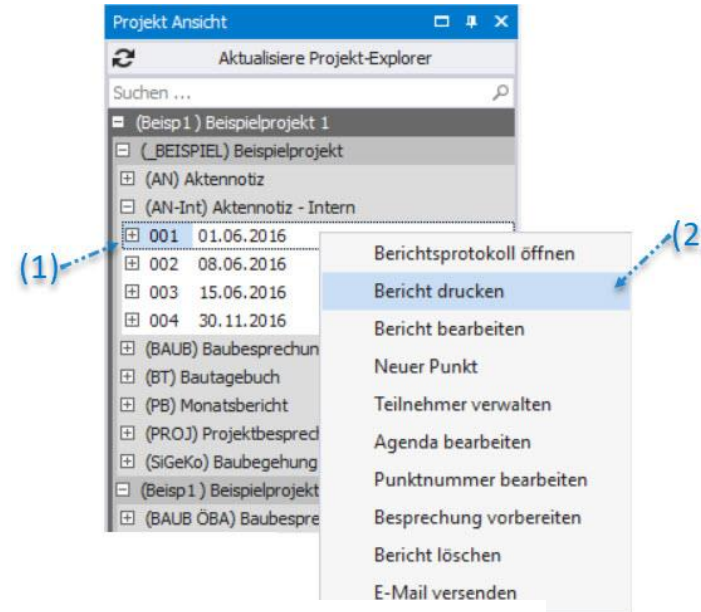 Projekt Ansicht
Aktualisiere Projekt-Explorer
Suchen ...
(Beisp1) Beispielprojekt 1
(_BEISPIEL) Beispielprojekt
(AN) Aktennotiz
(AN-Int) Aktennotiz - Intern
001 01.06.2016
002 08.06.2016
003 15.06.2016
004 30.11.2016
(BAUB) Baubesprechun
(BT) Bautagebuch
(PB) Monatsbericht
(PROJ) Projektbesprech
(SiGeKo) Baubegehung
(Beisp1) Beispielprojekt
(BAUB ÖBA) Baubespre
(1)
(2
Berichtsprotokoll öffnen
Bericht drucken
Bericht bearbeiten
Neuer Punkt
Teilnehmer verwalten
Agenda bearbeiten
Punktnummer bearbeiten
Besprechung vorbereiten
Bericht löschen
E-Mail versenden